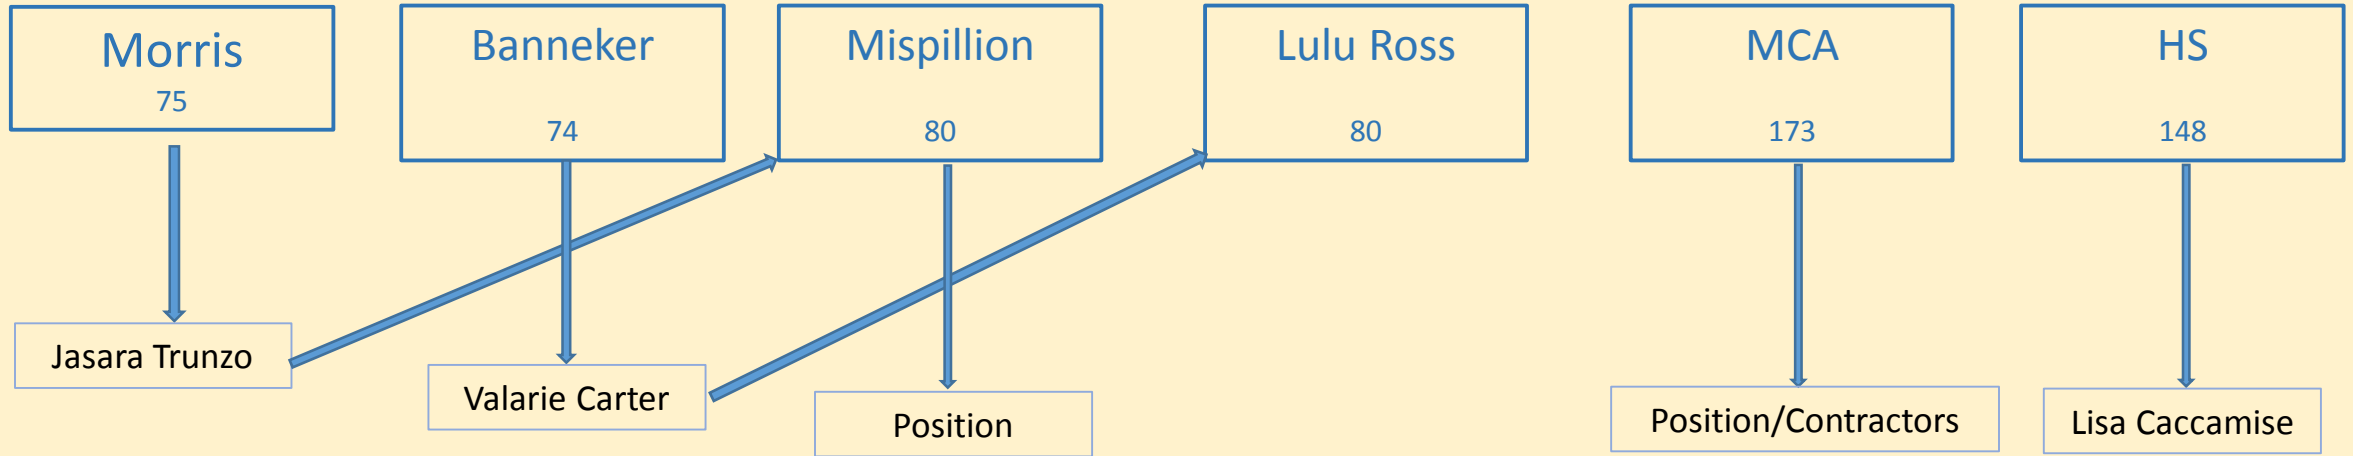 Morris
75
Banneker
74
Mispillion
80
Lulu Ross
80
MCA
173
HS
148
Jasara Trunzo
Valarie Carter
Position
Position/Contractors
Lisa Caccamise